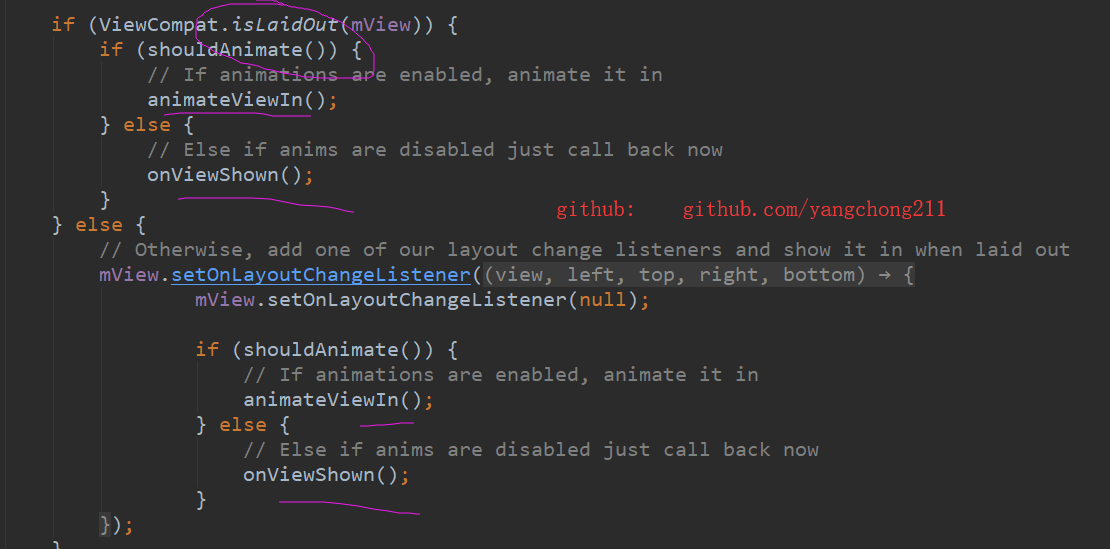 if (ViewCompat.isLaidOut(mView)) {
if (shouldAnimate()) {
// If animations are enabled, animate it in
animateViewIn();
} else {
// Else if anims are disabled just call back now
onViewShown();
}
github: github.com/yangchong211
} else {
// Otherwise, add one of our layout change listeners and show it in when laid out
mView.setOnLayoutChangeListener((view, left, top, right, bottom) → {
mView.setOnLayoutChangeListener(null);
if (shouldAnimate()) {
// If animations are enabled, animate it in
animateViewIn();
} else {
// Else if anims are disabled just call back now
onViewShown();
}
});
}